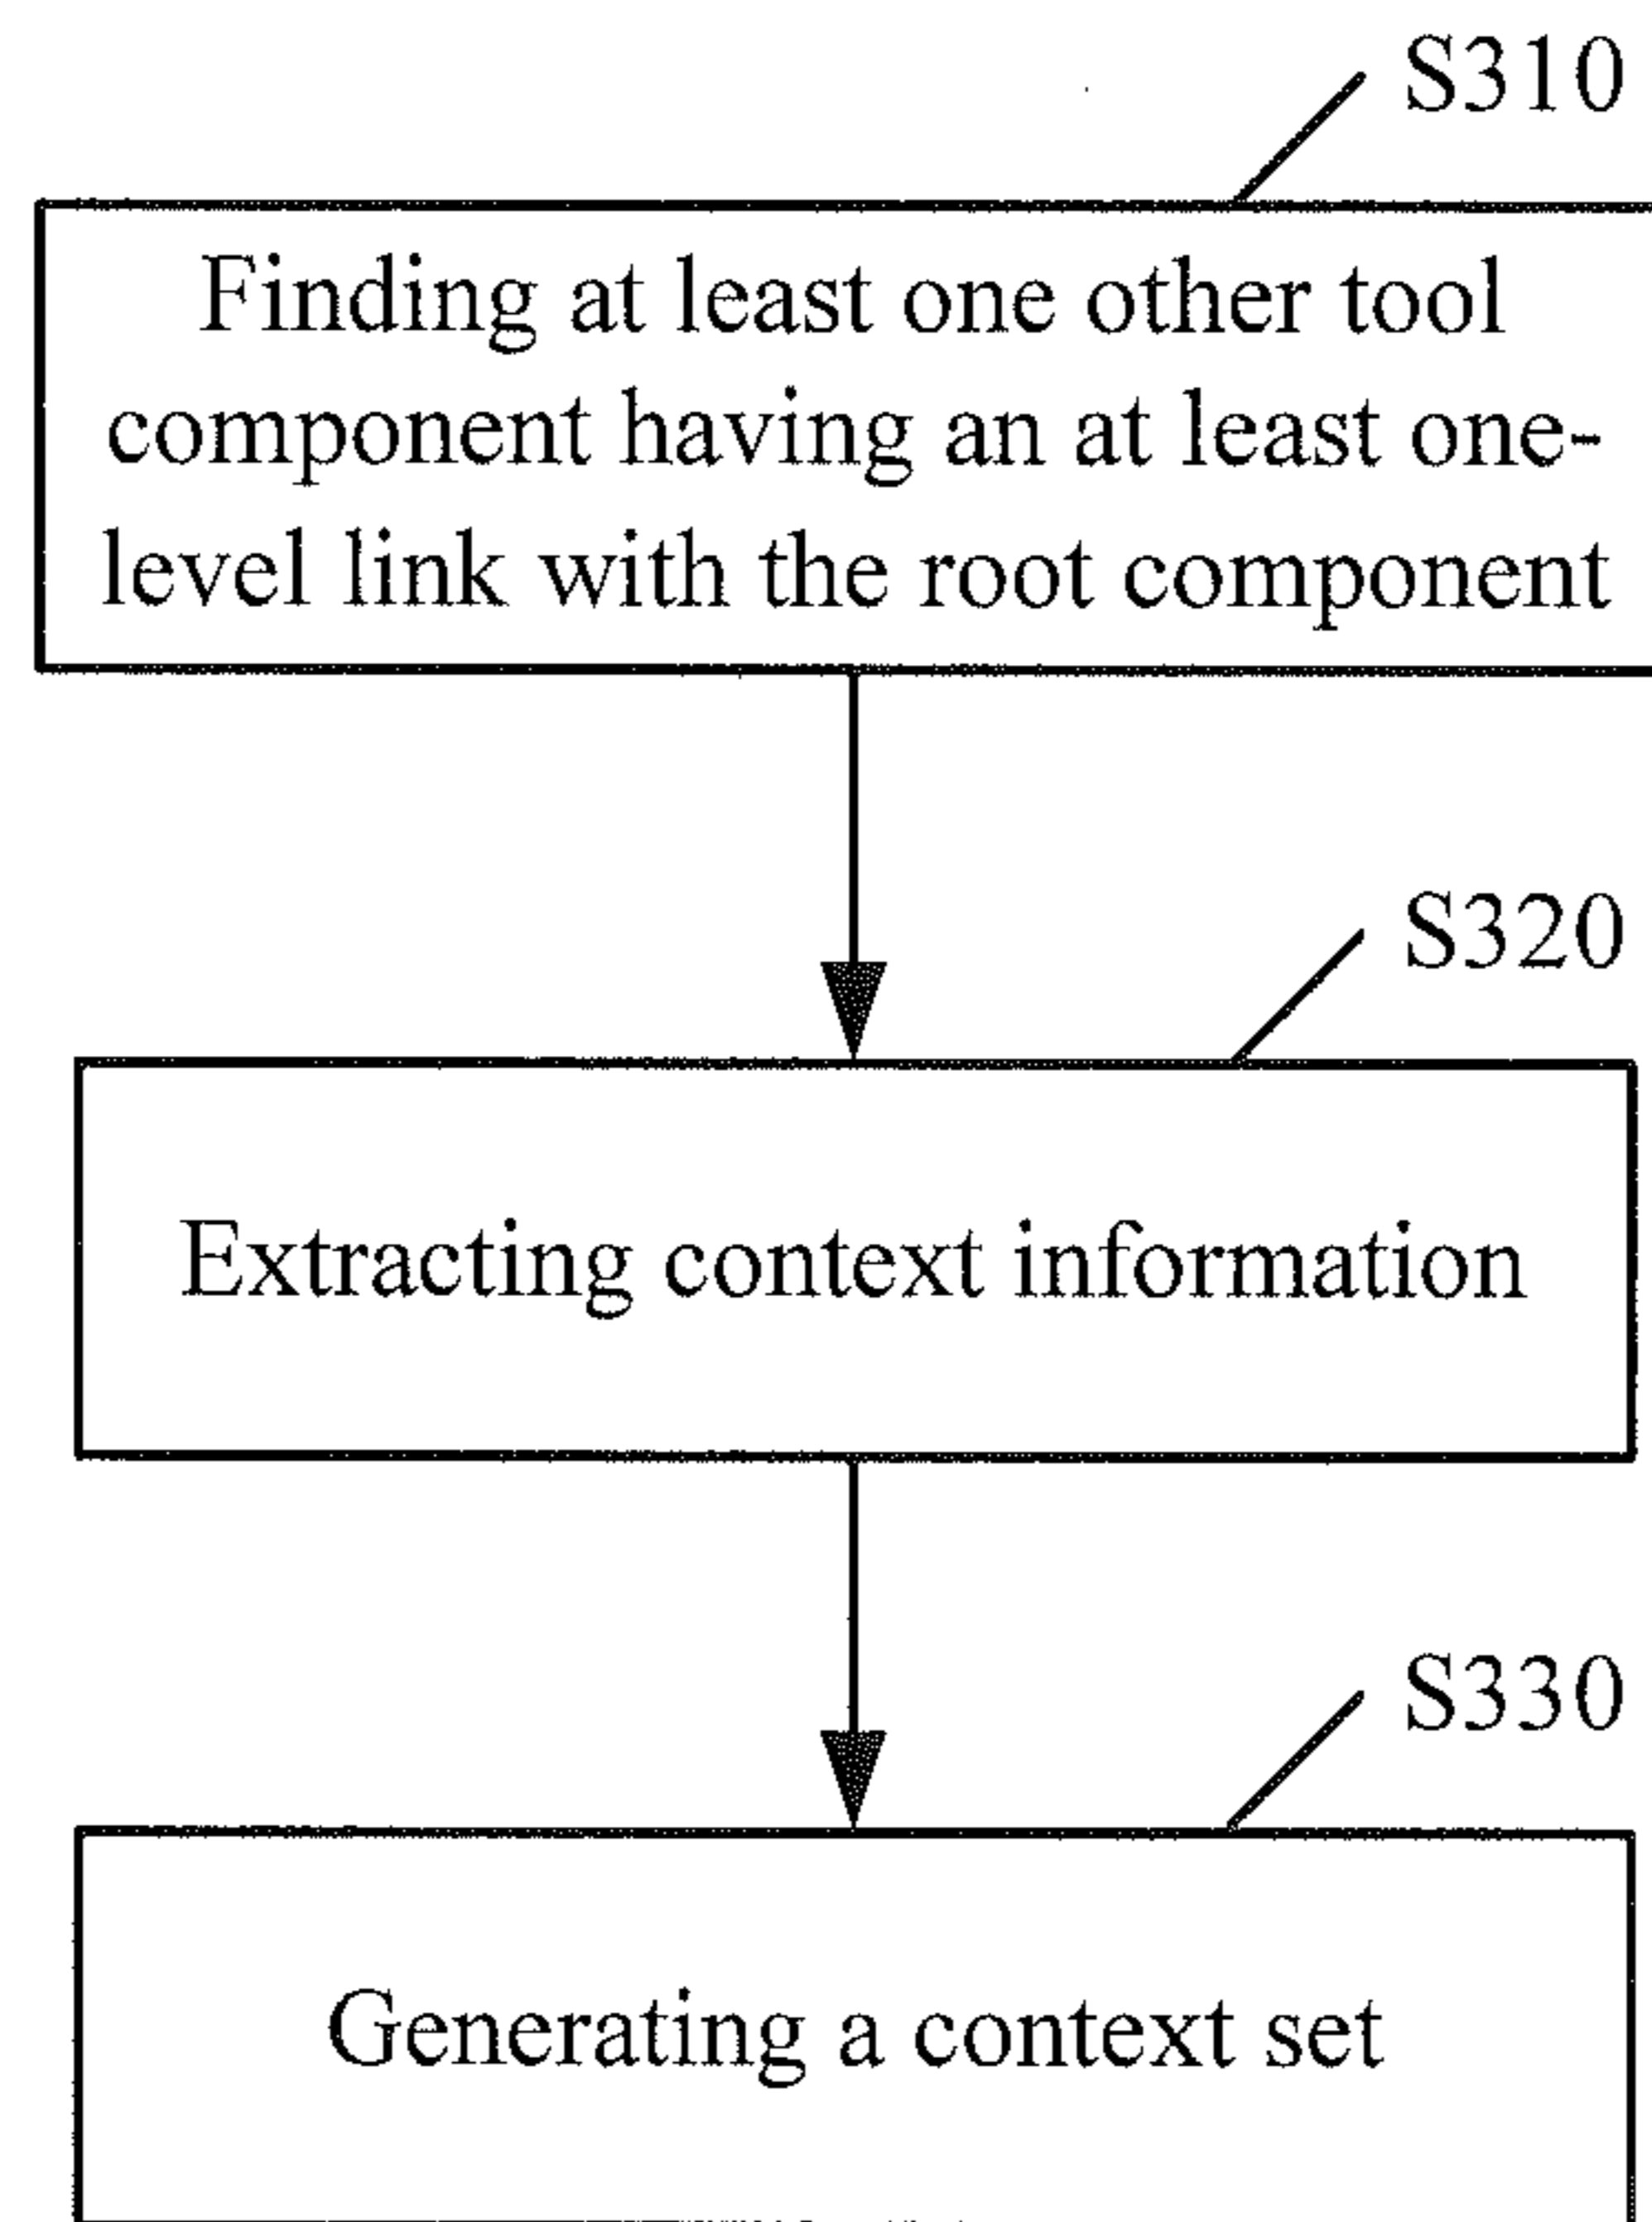 S310
Finding at least one other tool
component having an at least one-
level link with the root component
S320
Extracting context information
S330
Generating a context set